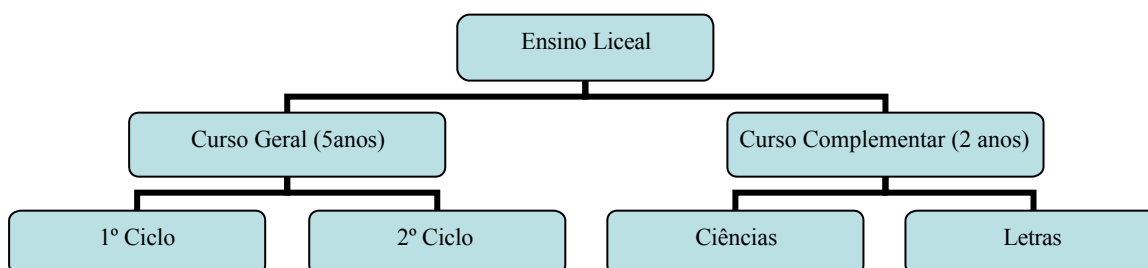 Ensino Liceal
Curso Geral (5anos)
Curso Complementar (2 anos)
1º Ciclo
2º Ciclo
Ciências
Letras